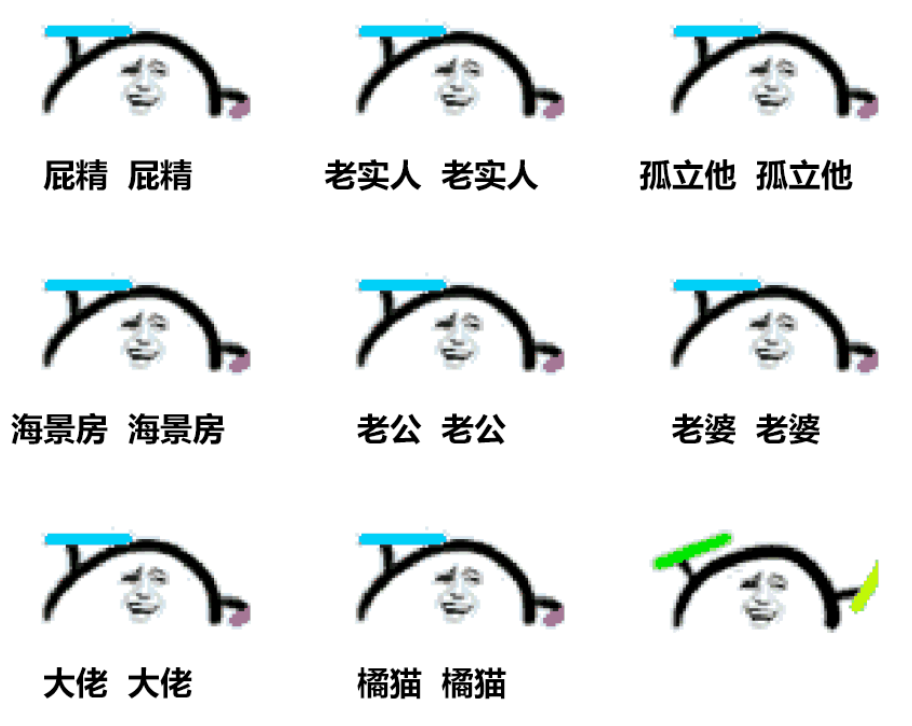 屁精 屁精
老实人 老实人
孤立他 孤立他
海景房 海景房
老公 老公
老婆 老婆
大佬 大佬
橘猫 橘猫